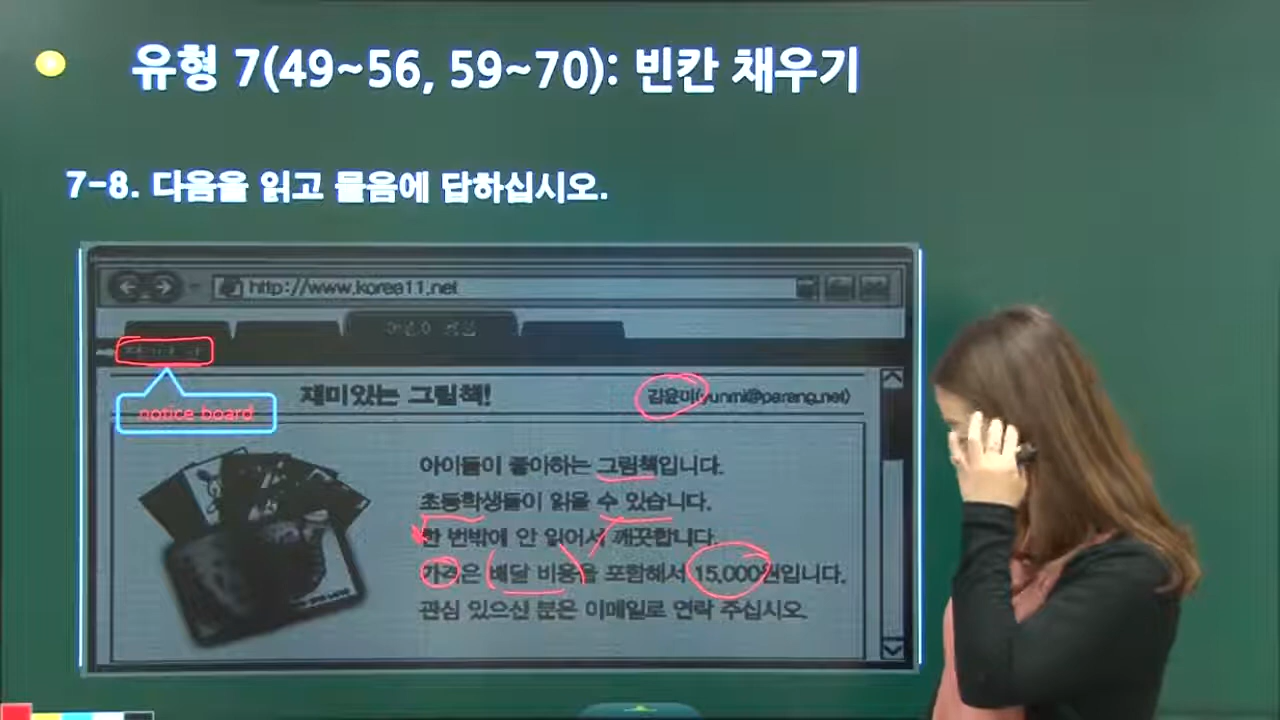 유형 7(49~56, 59~70): 빈칸 채우기
7-8. 다음을 읽고 물음에 답하십시오.
http://www.korea11.net
notice board
재미있는 그림책!
김윤미(yunmi@parang.net)
아이들이 좋아하는 그림책입니다.
초등학생들이 읽을 수 있습니다.
한 번밖에 안 읽어서 깨끗합니다.
가격은 배달 비용을 포함해서 15,000원입니다.
관심 있으신 분은 이메일로 연락 주십시오.